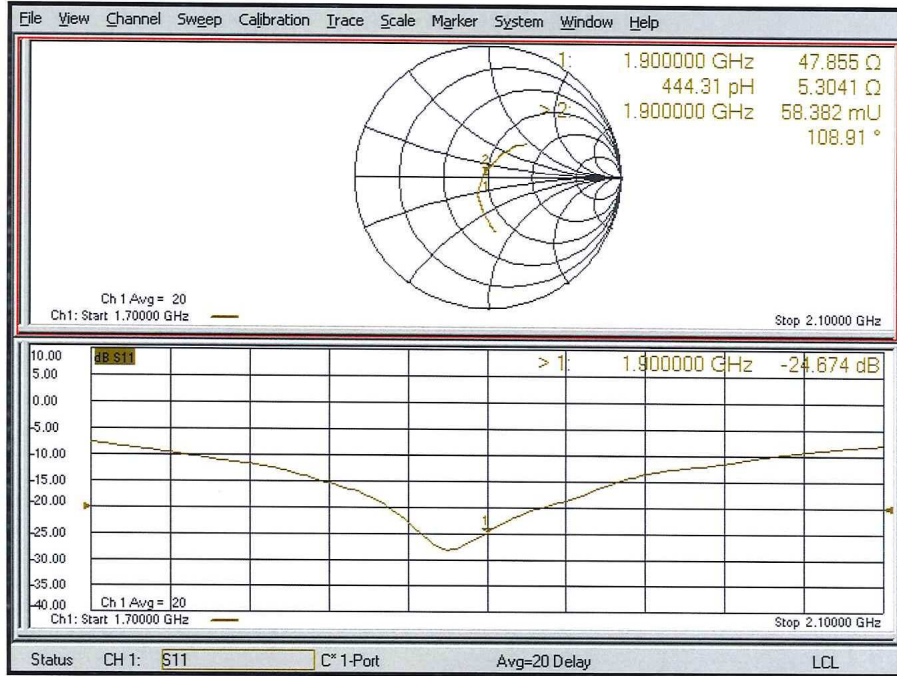 File View Channel Sweep Calibration Trace Scale Marker System Window Help
1: 1.900000 GHz 47.855 Ω
444.31 pH 5.3041 Ω
> 2: 1.900000 GHz 58.382 mU
108.91 °
2
1
Ch 1 Avg = 20
Ch1: Start 1.70000 GHz
Stop 2.10000 GHz
10.00
dB S11
> 1: 1.900000 GHz -24.674 dB
5.00
0.00
-5.00
-10.00
-15.00
-20.00
1
-25.00
-30.00
-35.00
-40.00
Ch 1 Avg = 20
Ch1: Start 1.70000 GHz
Stop 2.10000 GHz
Status CH 1: S11 C* 1-Port Avg=20 Delay LCL